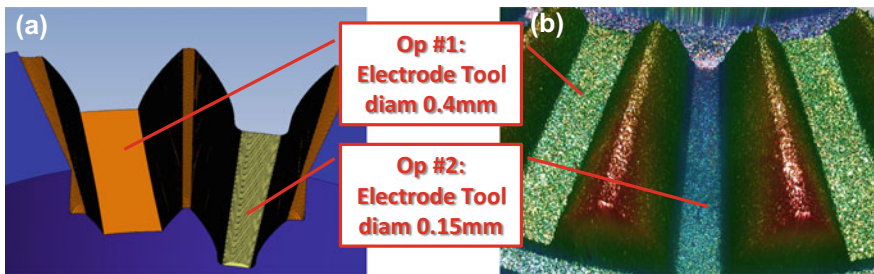 (a)
Op #1:
Electrode Tool
diam 0.4mm
(b)
Op #2:
Electrode Tool
diam 0.15mm